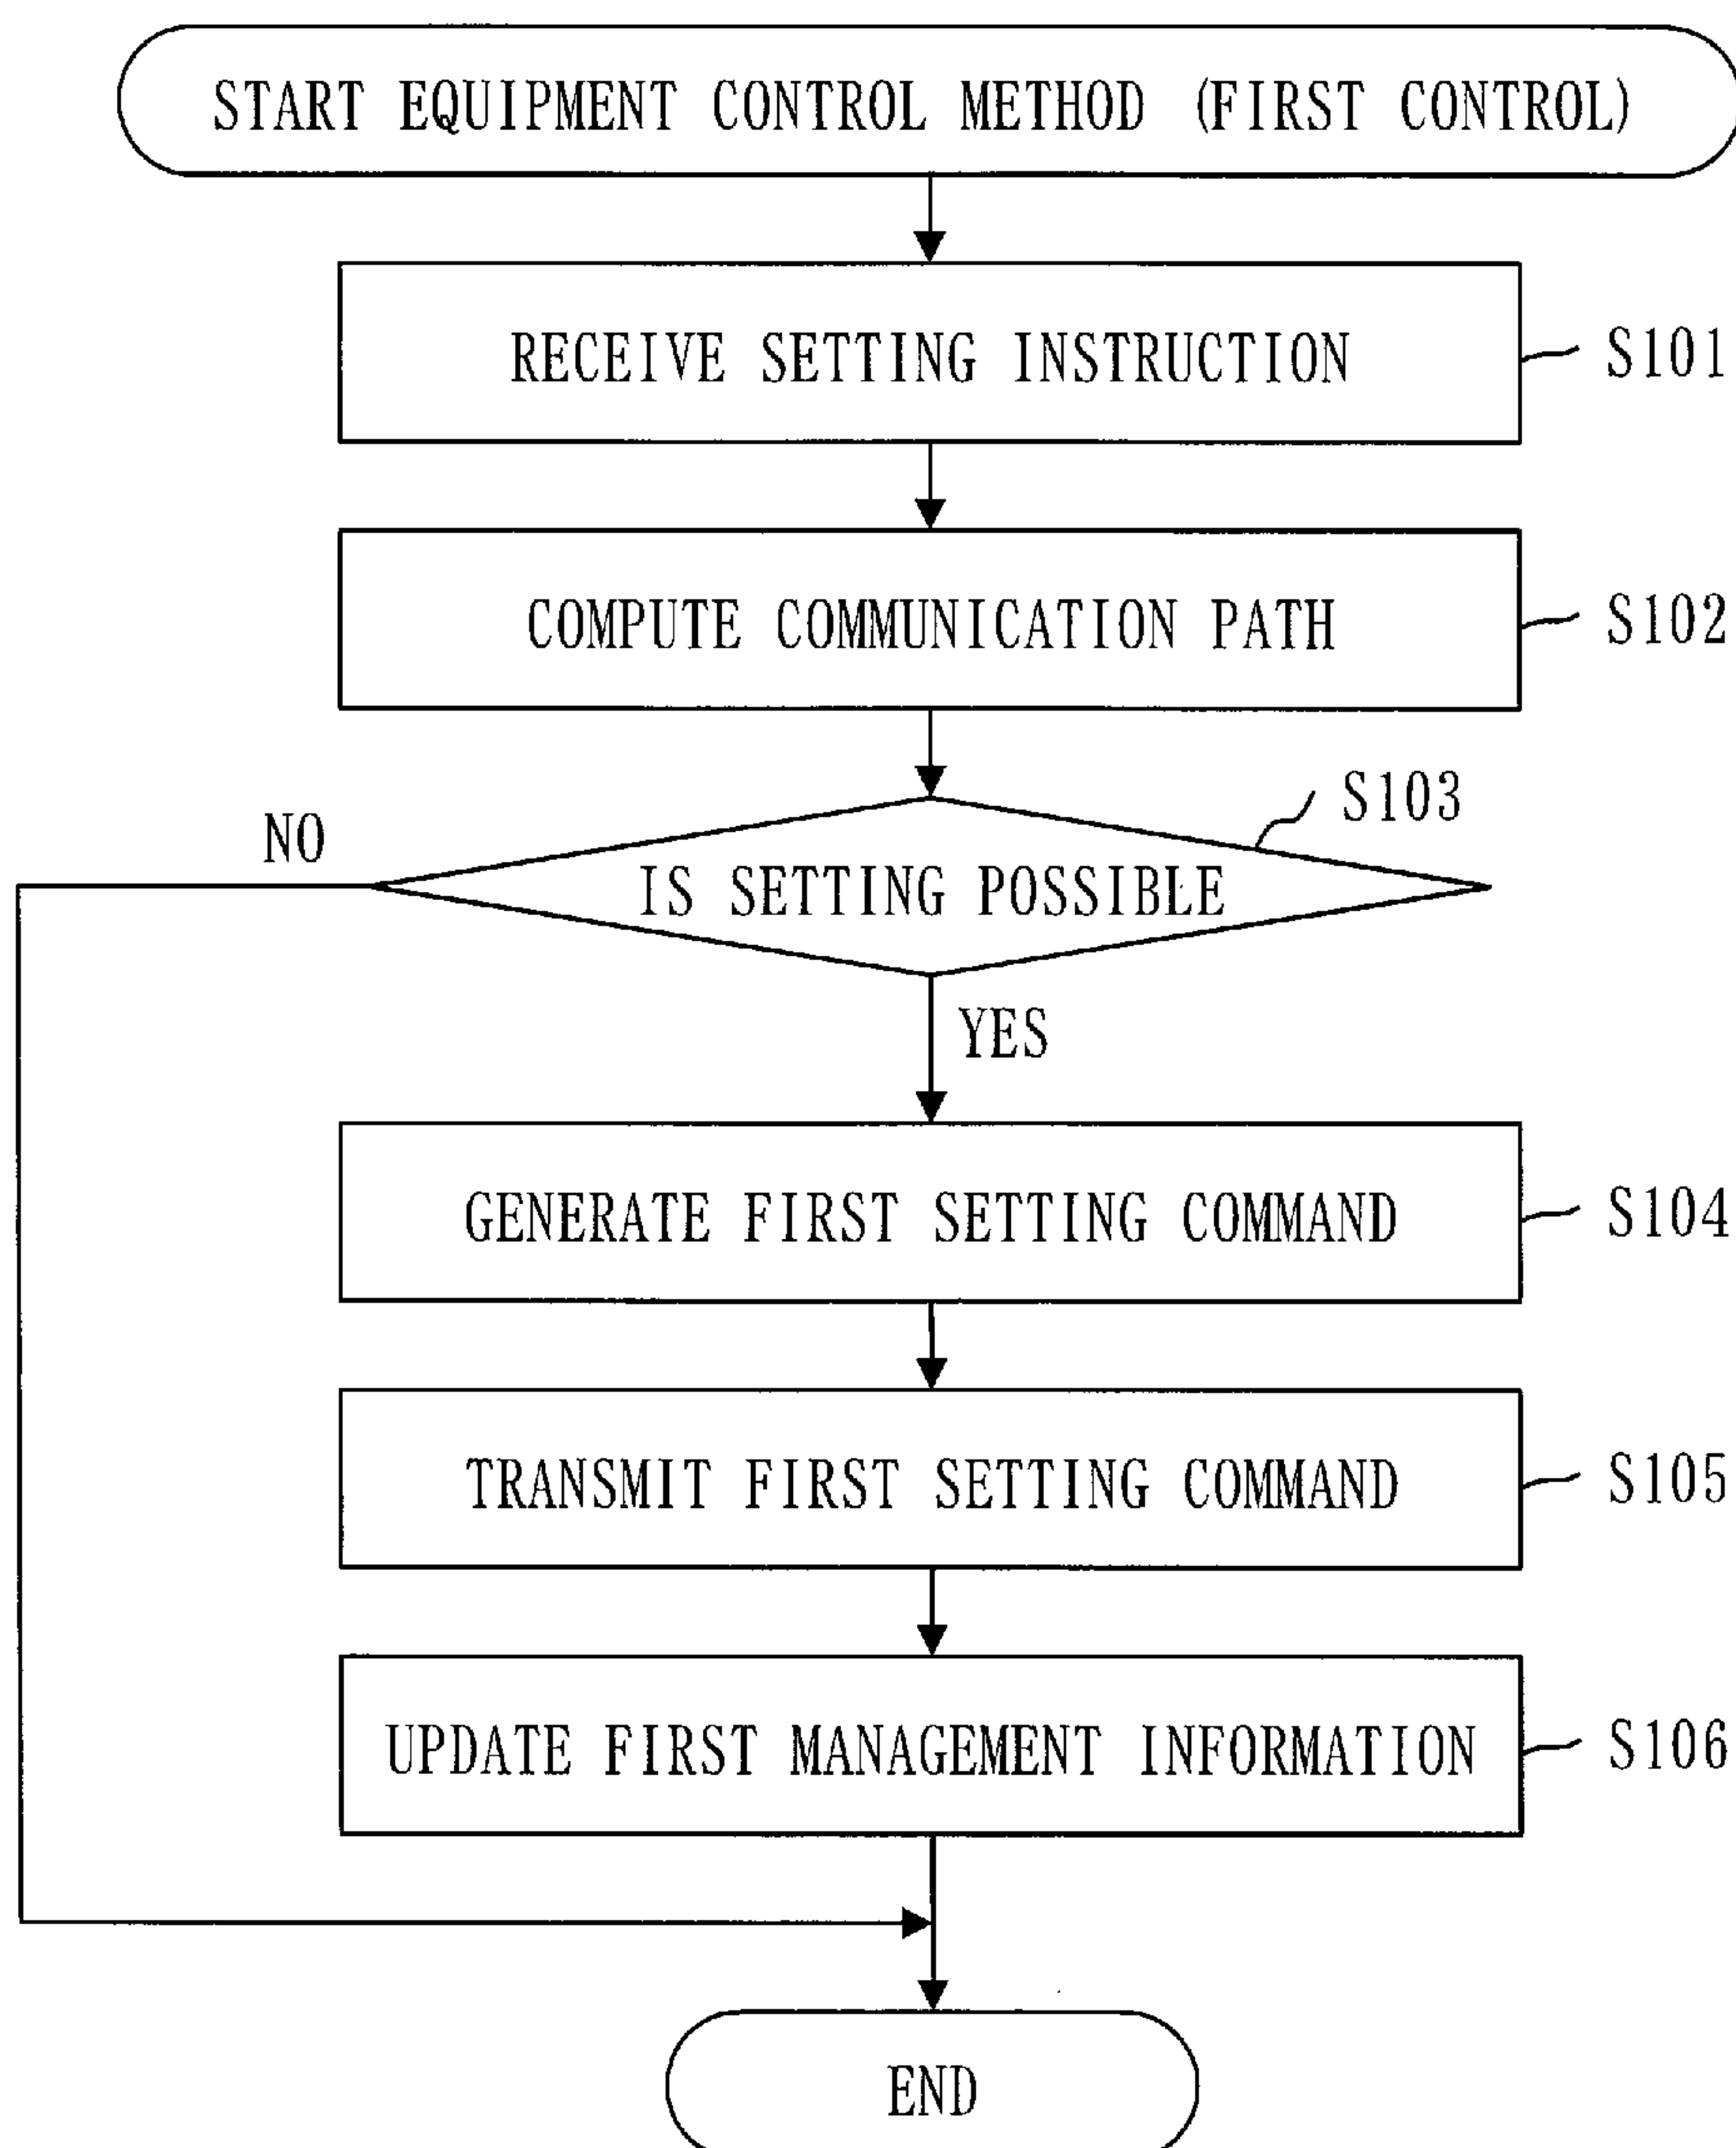 START EQUIPMENT CONTROL METHOD (FIRST CONTROL)
RECEIVE SETTING INSTRUCTION
S101
COMPUTE COMMUNICATION PATH
S102
S103
NO
IS SETTING POSSIBLE
YES
GENERATE FIRST SETTING COMMAND
S104
TRANSMIT FIRST SETTING COMMAND
S105
UPDATE FIRST MANAGEMENT INFORMATION
S106
END